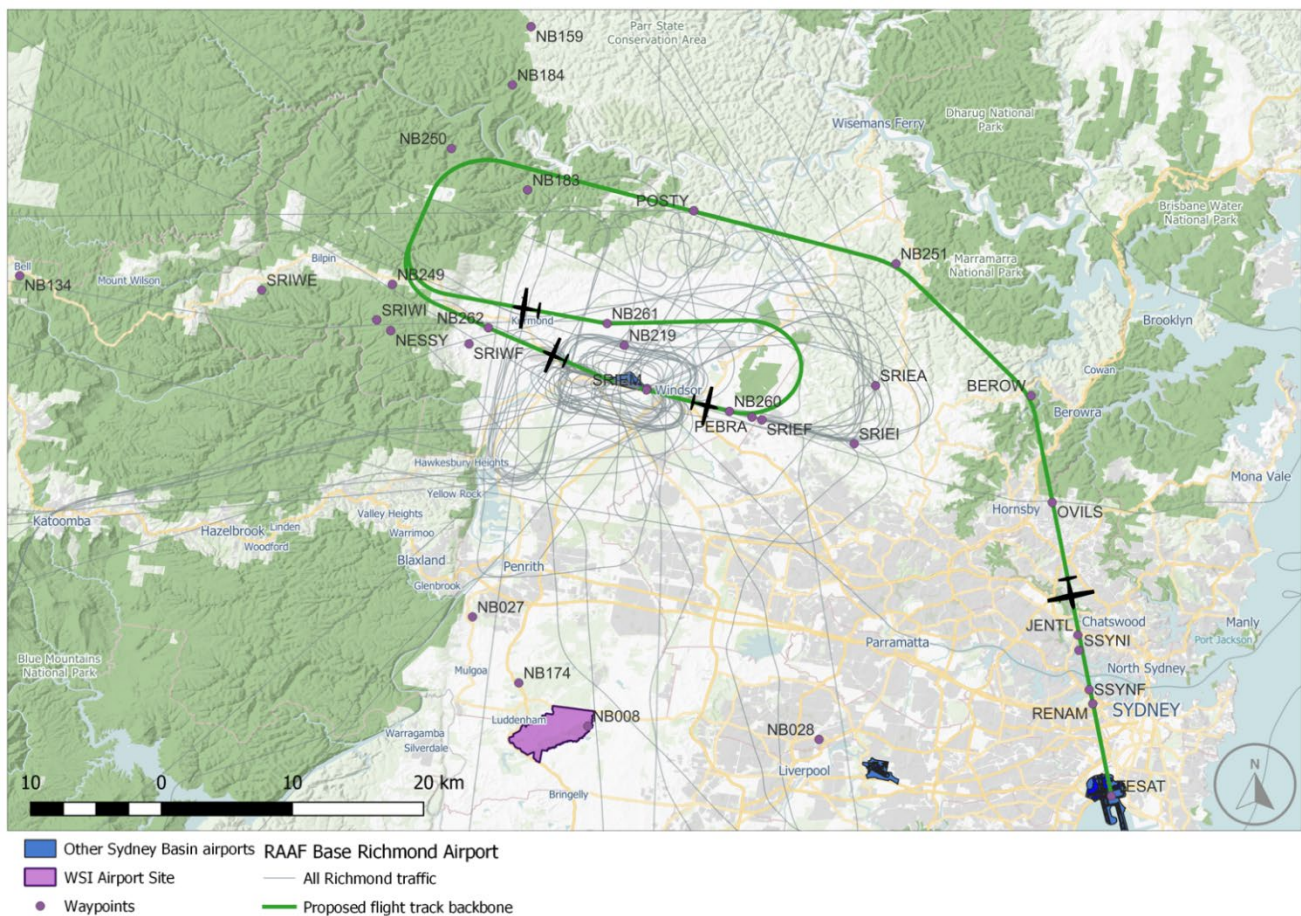 NB159
Parr State
Conservation Area
NB184
Dharug National
Park
Wisemans Ferry
NB250
NB183
POSTY
Brisbane Water
National Park
NB251
Marramarra
National Park
Bell
Mount Wilson
Bilpin
NB134
SRIWE
NB249
SRIWI
NB262
Kurmond
NB261
NB219
NESSY
SRIWF
Brooklyn
Cowan
SRIEM
Windsor
SRIEA
BEROW
Berowra
NB260
PEBRA
SRIEF
SRIEI
Hawkesbury Heights
Yellow Rock
Mona Vale
Katoomba
Hazelbrook
Linden
Woodford
Valley Heights
Warrimoo
Hornsby
OVILS
Blaxland
Glenbrook
Penrith
NB027
JENTL
Chatswood
SSYNI
Manly
Port Jackson
Parramatta
Blue Mountains
National Park
Mulgoa
NB174
North Sydney
SSYNF
RENAM
SYDNEY
Luddenham
NB008
Warragamba
Silverdale
NB028
Liverpool
TESAT
N
10 0 10 20 km
Bringelly
Other Sydney Basin airports
RAAF Base Richmond Airport
WSI Airport Site
All Richmond traffic
Waypoints
Proposed flight track backbone